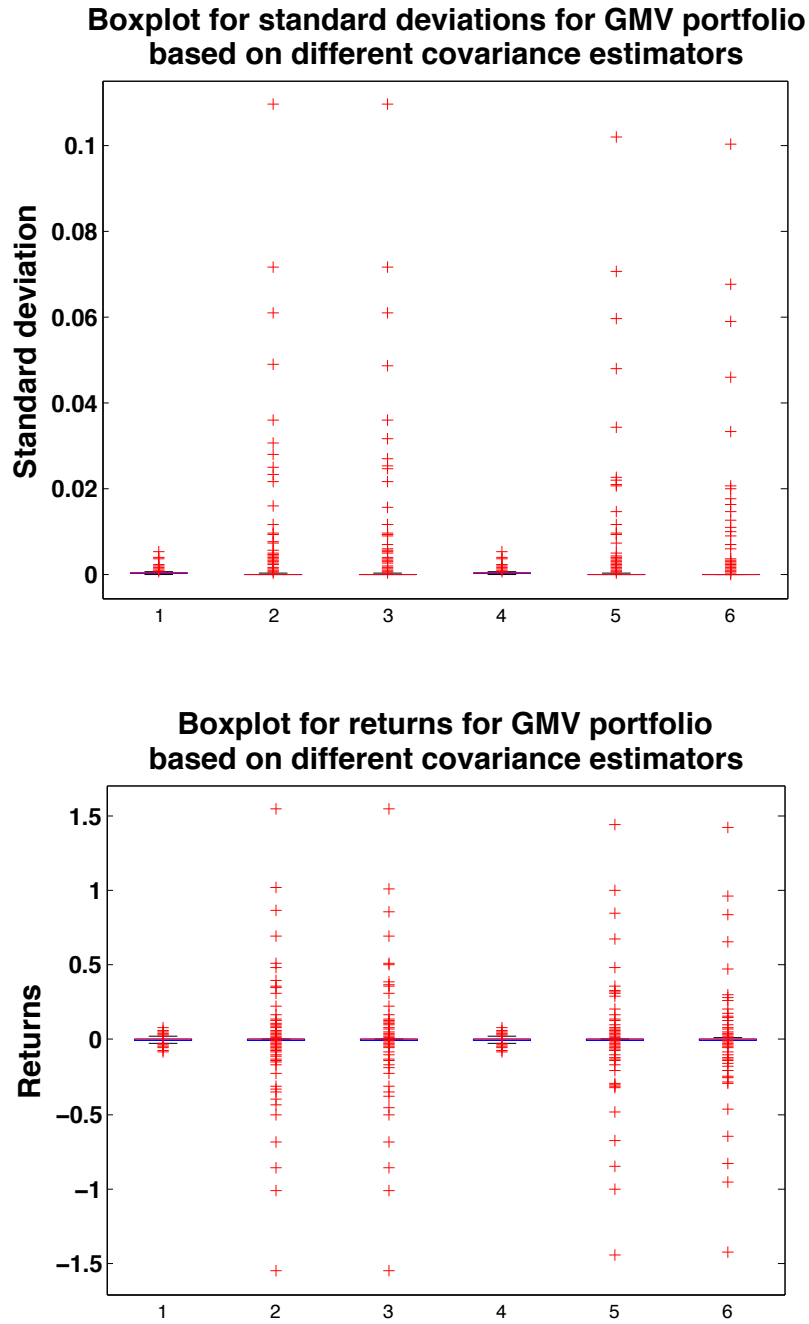 Boxplot for standard deviations for GMV portfolio
based on different covariance estimators
Standard deviation
0.1
0.08
0.06
0.04
0.02
0
1 2 3 4 5 6
Boxplot for returns for GMV portfolio
based on different covariance estimators
Returns
1.5
1
0.5
0
−0.5
−1
−1.5
1 2 3 4 5 6